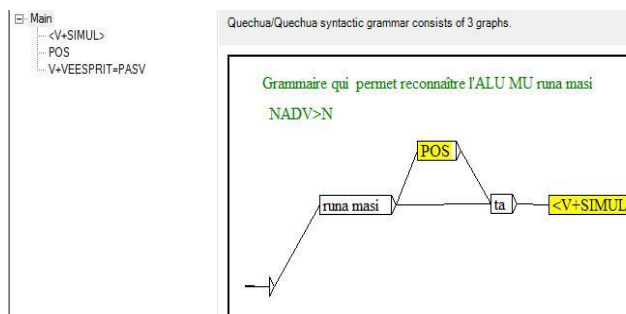 Main
<V+SIMUL>
POS
V+VEESPRIT=PASV
Quechua/Quechua syntactic grammar consists of 3 graphs.
Grammaire qui permet reconnaître l'ALU MU runa masi
NADV>N
POS
runa masi
ta
<V+SIMUL